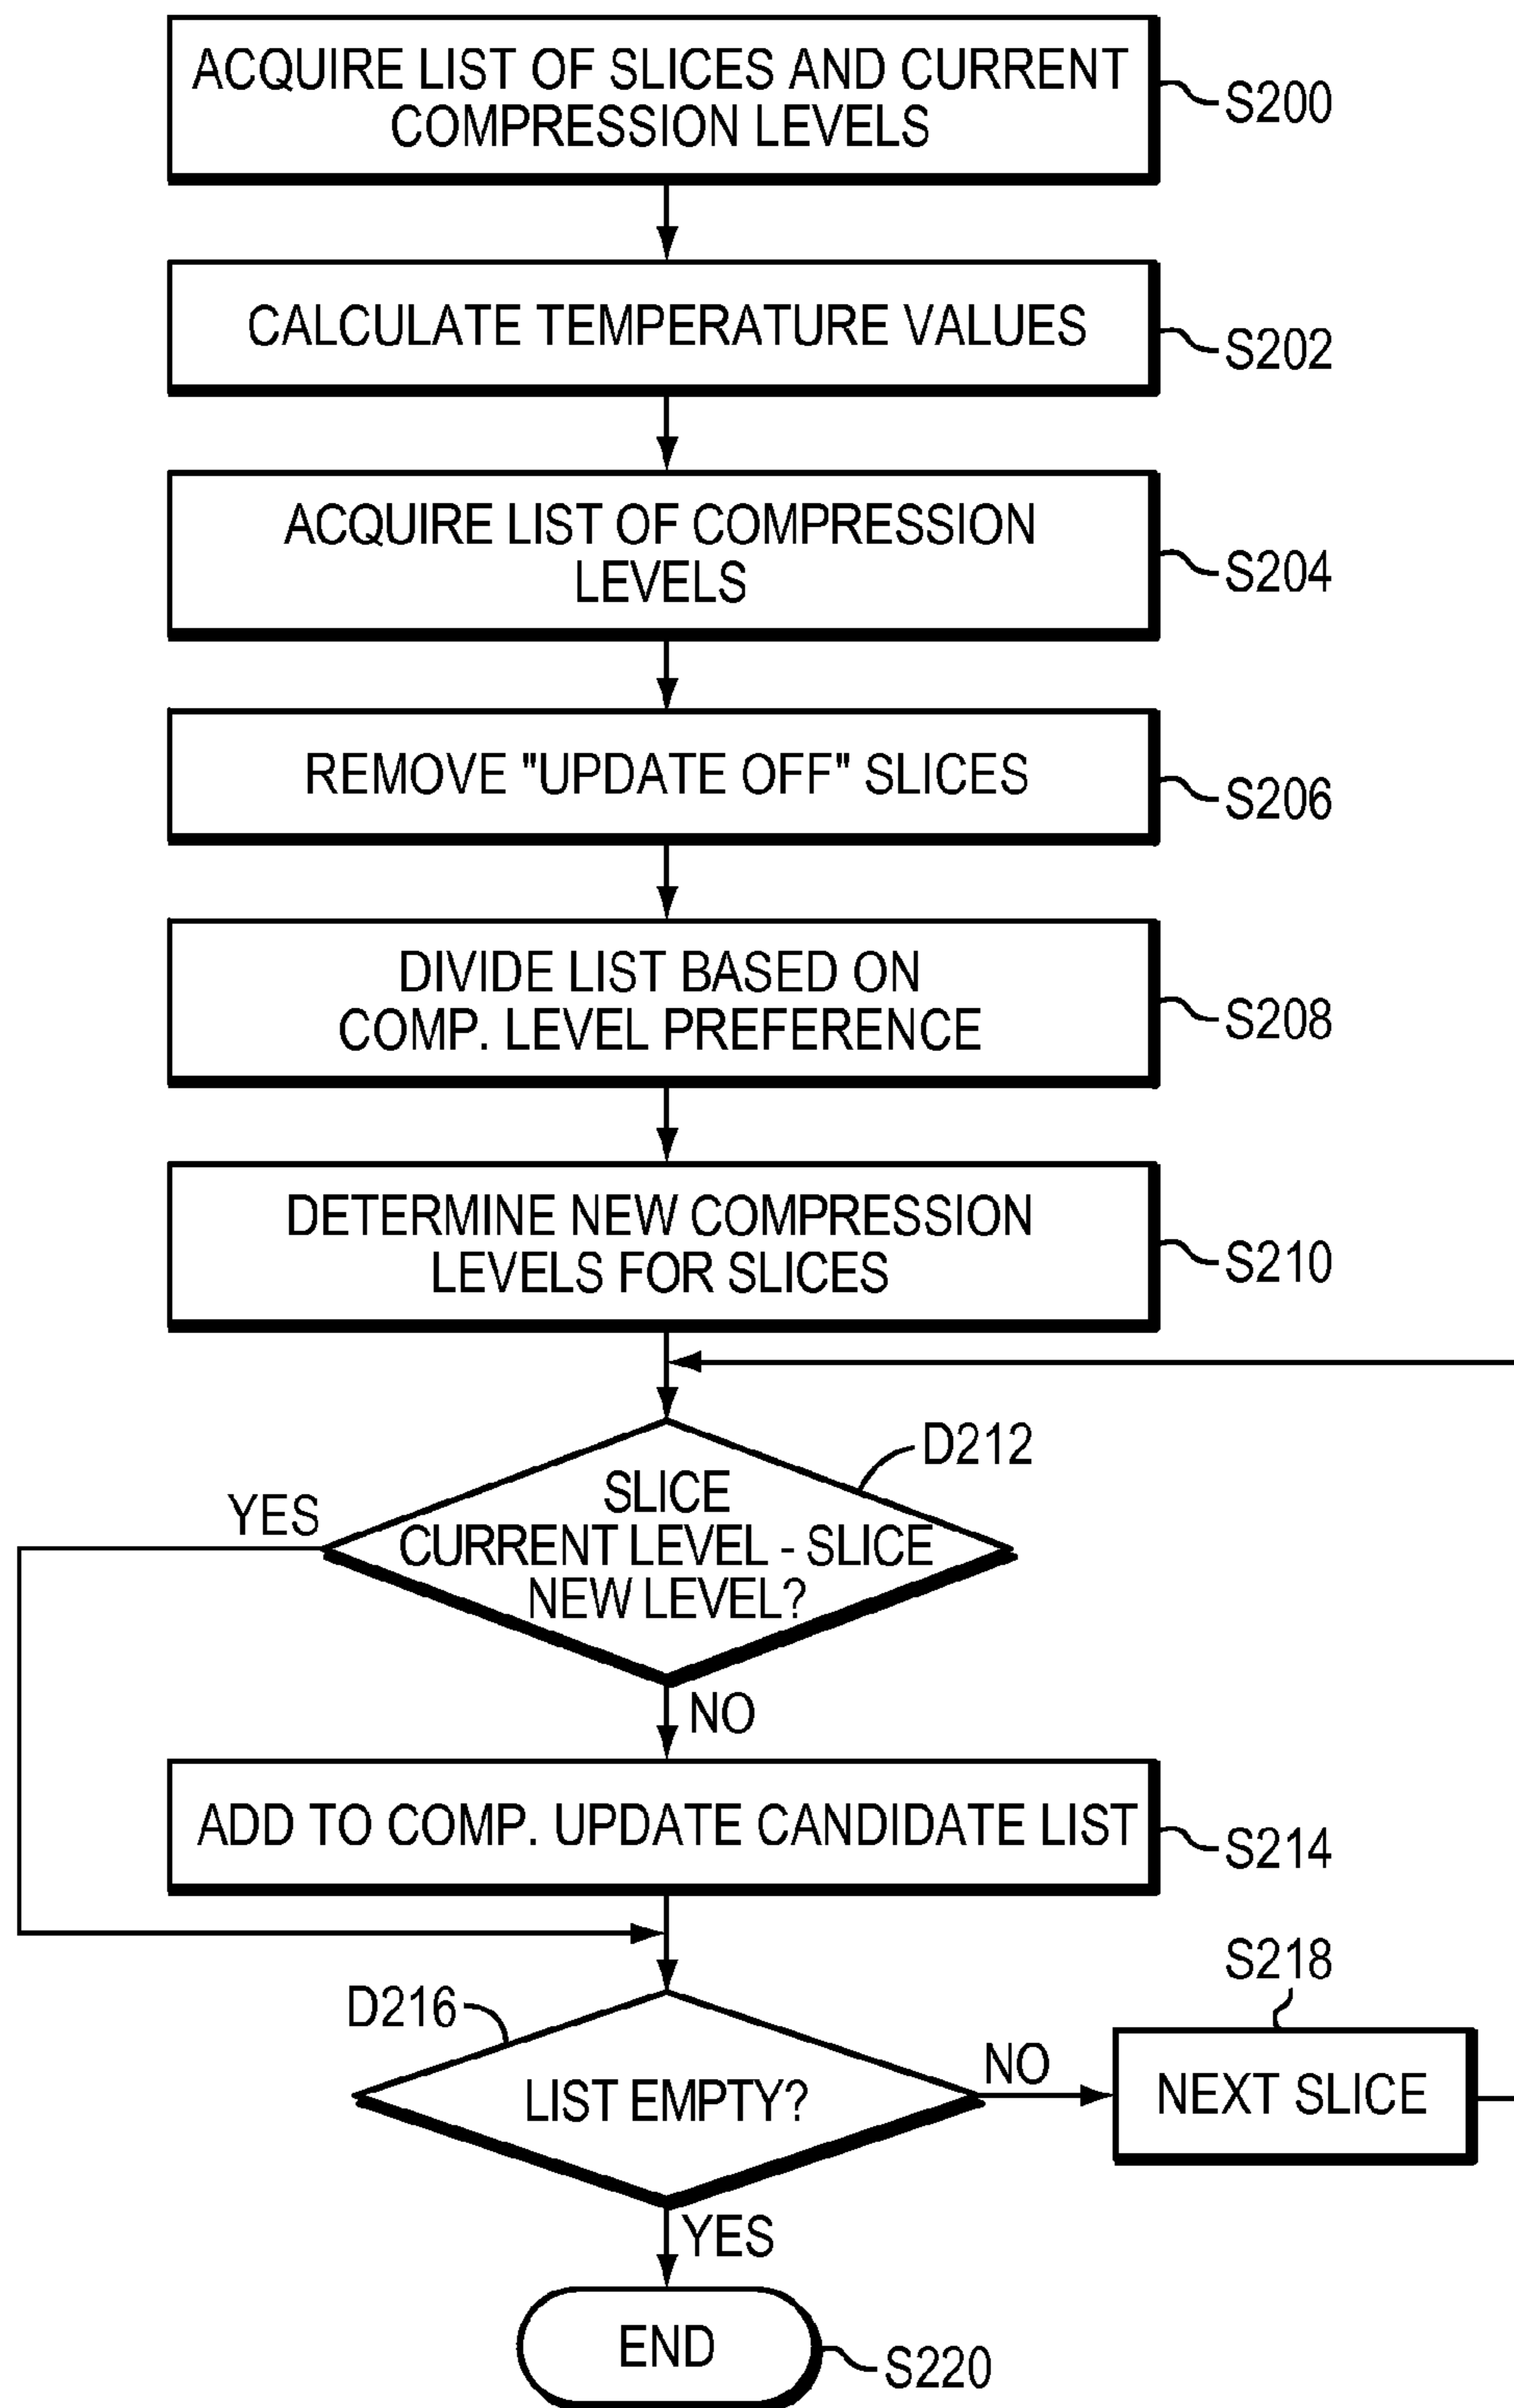 ACQUIRE LIST OF SLICES AND CURRENT
COMPRESSION LEVELS
S200
CALCULATE TEMPERATURE VALUES
S202
ACQUIRE LIST OF COMPRESSION
LEVELS
S204
REMOVE "UPDATE OFF" SLICES
S206
DIVIDE LIST BASED ON
COMP. LEVEL PREFERENCE
S208
DETERMINE NEW COMPRESSION
LEVELS FOR SLICES
S210
D212
YES
SLICE
CURRENT LEVEL - SLICE
NEW LEVEL?
NO
ADD TO COMP. UPDATE CANDIDATE LIST
S214
S218
D216
LIST EMPTY?
NO
NEXT SLICE
YES
END
S220